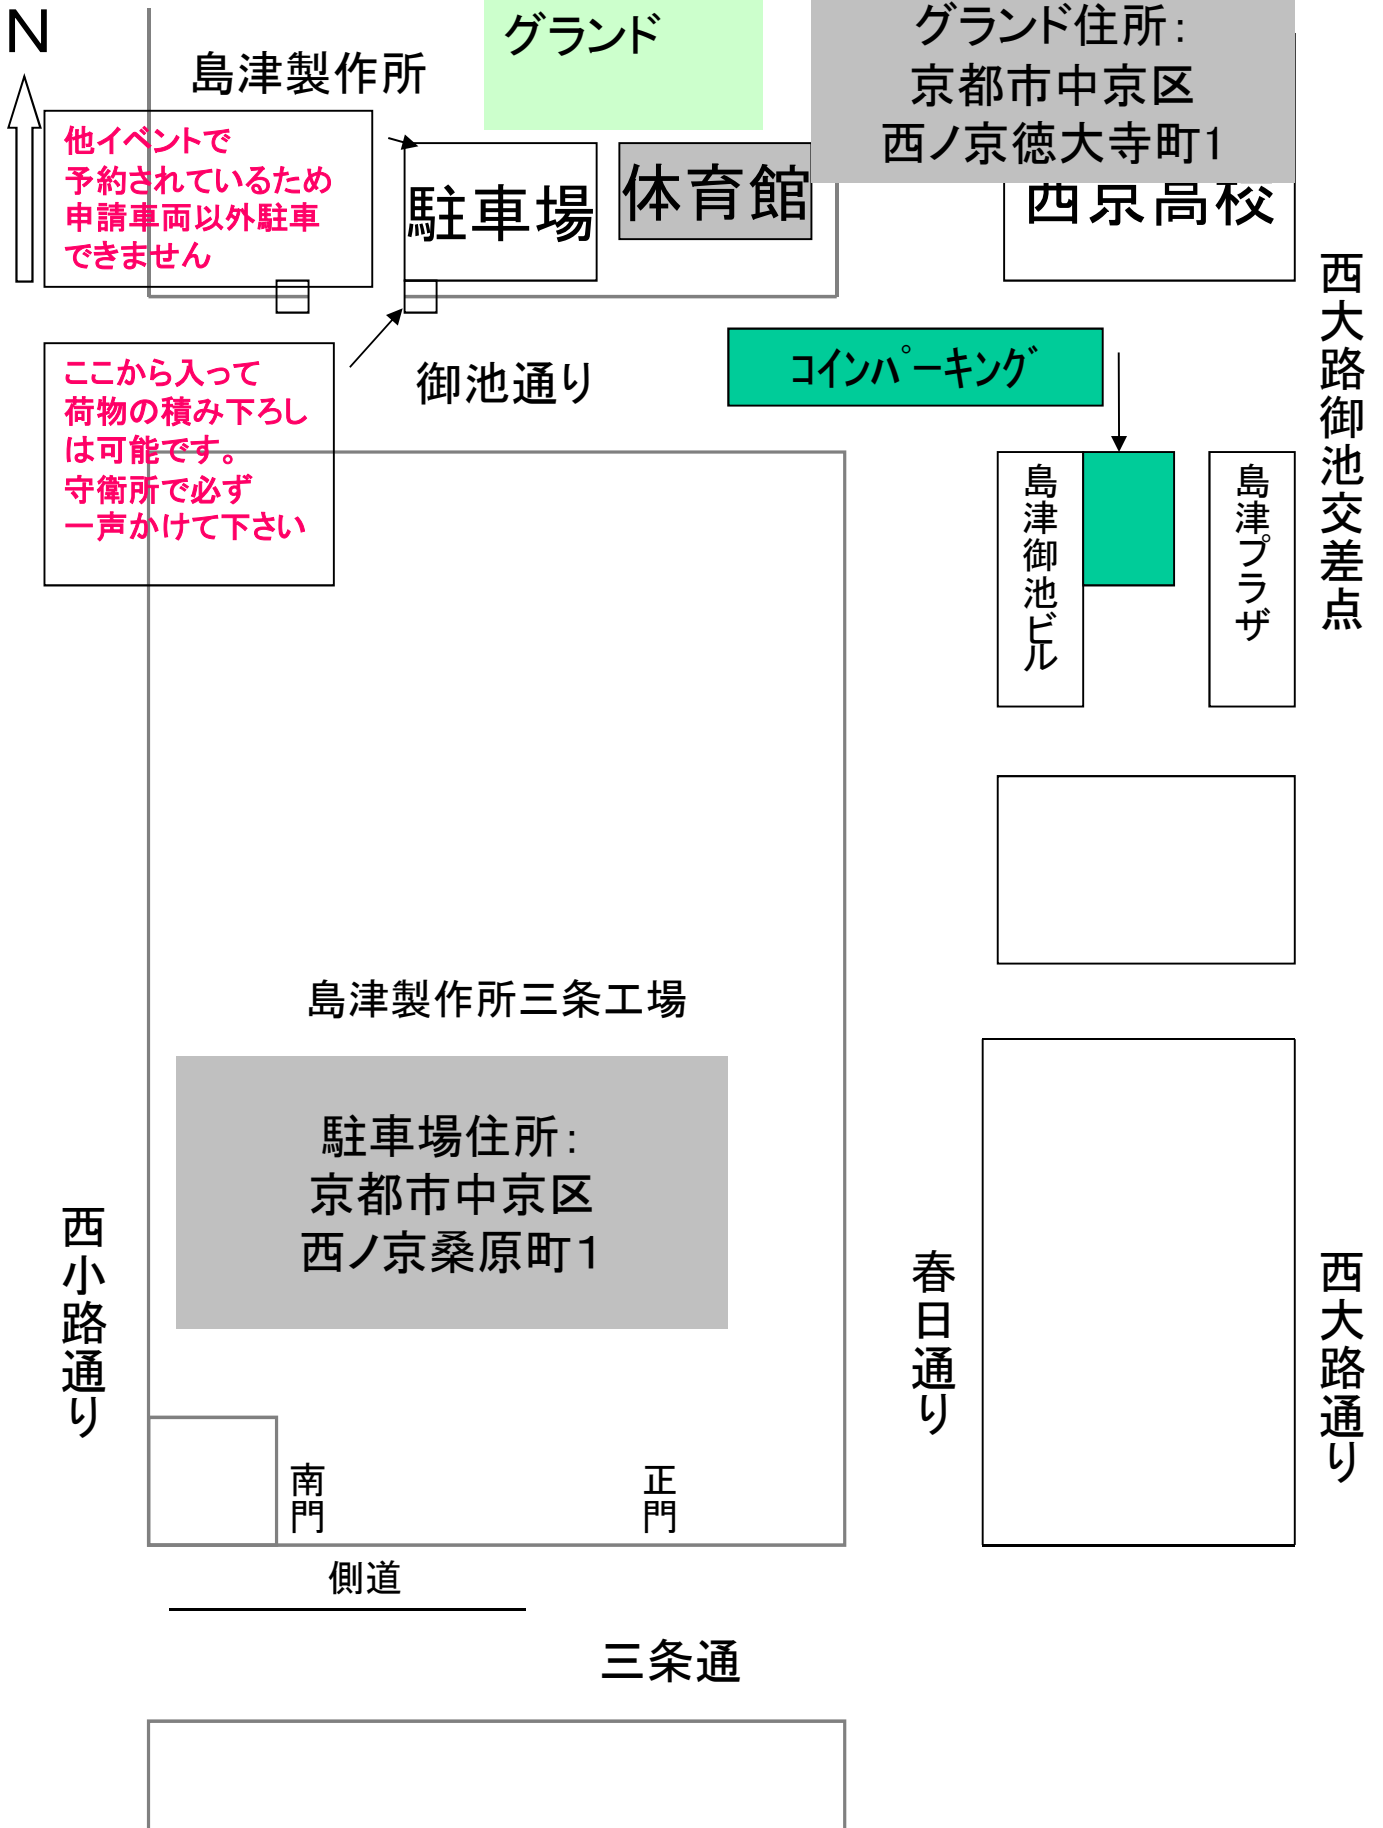 N
島津製作所
グランド
グランド住所：
京都市中京区
西ノ京徳大寺町1
他イベントで
予約されているため
申請車両以外駐車
できません
駐車場
体育館
西京高校
西大路御池交差点
ここから入って
荷物の積み下ろし
は可能です。
守衛所で必ず
一声かけて下さい
御池通り
コインパーキング
島津御池ビル
島津プラザ
島津製作所三条工場
駐車場住所：
京都市中京区
西ノ京桑原町1
西小路通り
春日通り
西大路通り
南門
正門
側道
三条通